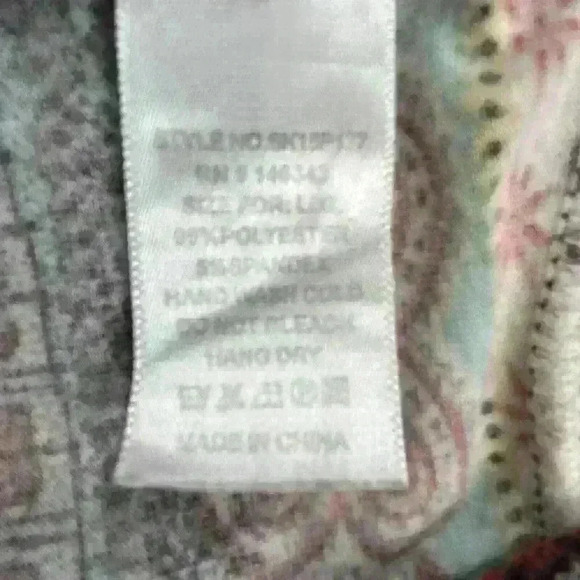 STYLE NO.
RN # 146343
SIZE
95%POLYESTER
5%SPANDEX
HAND WASH COLD
DO NOT BLEACH
HANG DRY
MADE IN CHINA